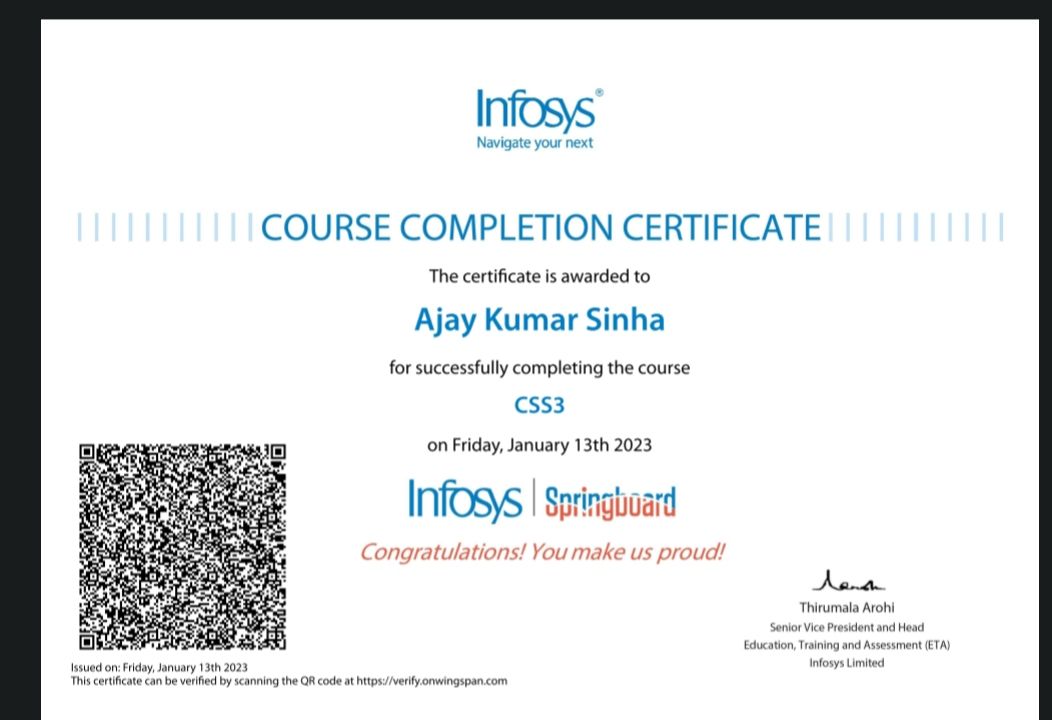 Infosys®
Navigate your next
COURSE COMPLETION CERTIFICATE
The certificate is awarded to
Ajay Kumar Sinha
for successfully completing the course
CSS3
on Friday, January 13th 2023
Infosys | Springboard
Congratulations! You make us proud!
Thirumala Arohi
Senior Vice President and Head
Education, Training and Assessment (ETA)
Infosys Limited
Issued on: Friday, January 13th 2023
This certificate can be verified by scanning the QR code at https://verify.onwingspan.com